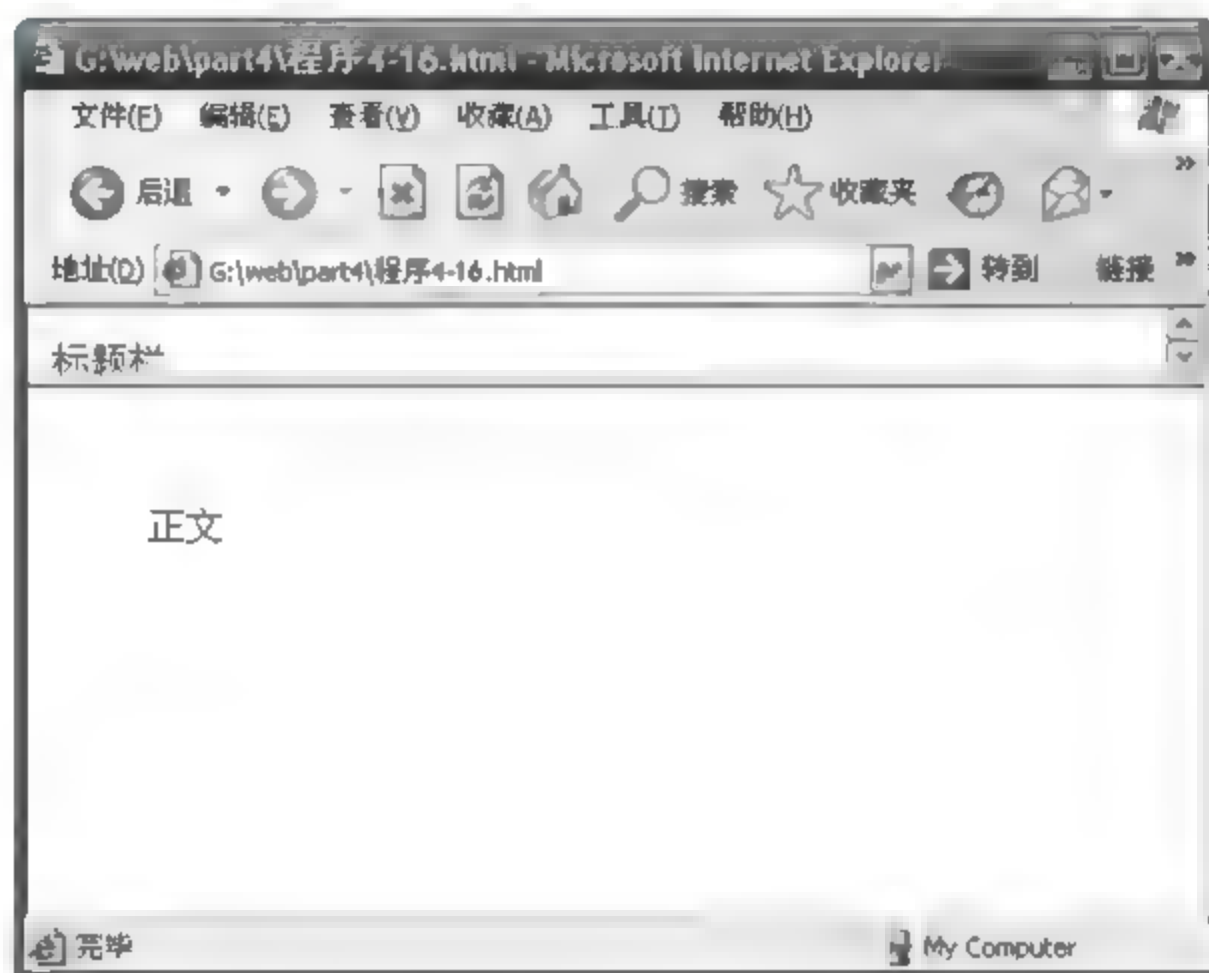 G:\web\part4\程序4-16.html - Microsoft Internet Explorer
文件(F) 编辑(E) 查看(V) 收藏(A) 工具(T) 帮助(H)
后退 搜索 收藏夹 »
地址(D) G:\web\part4\程序4-16.html 转到 链接 »
标题栏
正文
完毕 My Computer